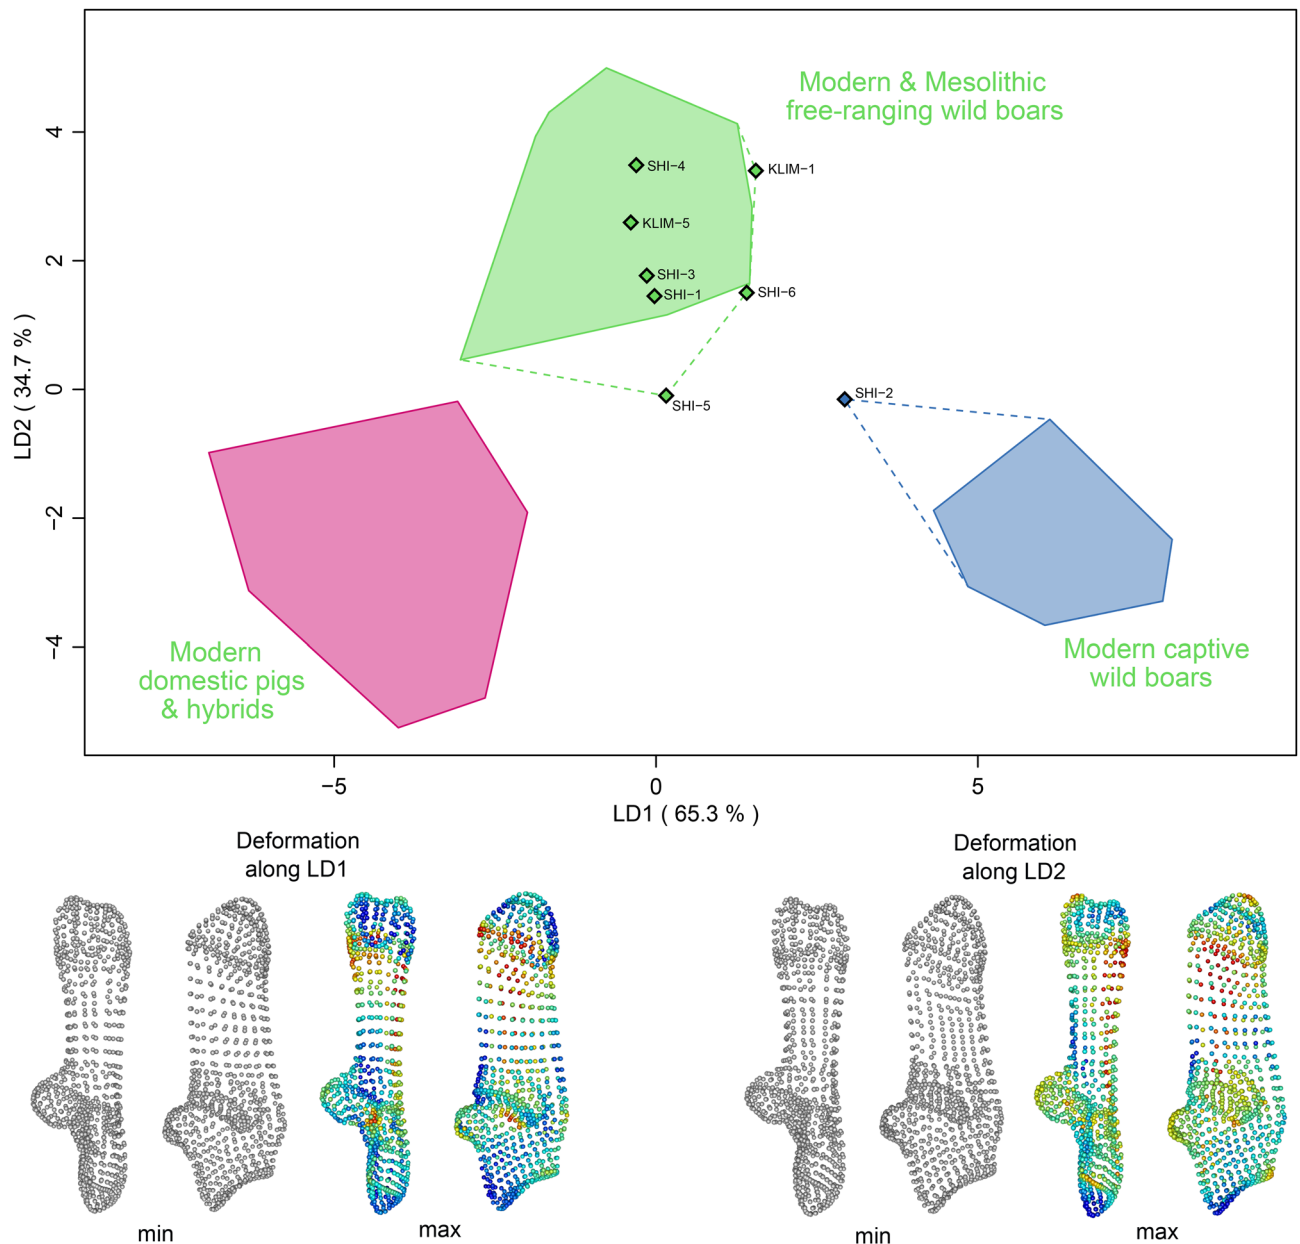 Modern & Mesolithic
free-ranging wild boars
4
2
0
−2
−4
LD2 ( 34.7 % )
SHI−4
KLIM−1
KLIM−5
SHI−3
SHI−1
SHI−6
SHI−5
SHI−2
Modern
domestic pigs
& hybrids
Modern captive
wild boars
−5
0
5
LD1 ( 65.3 % )
Deformation
along LD1
Deformation
along LD2
min
max
min
max